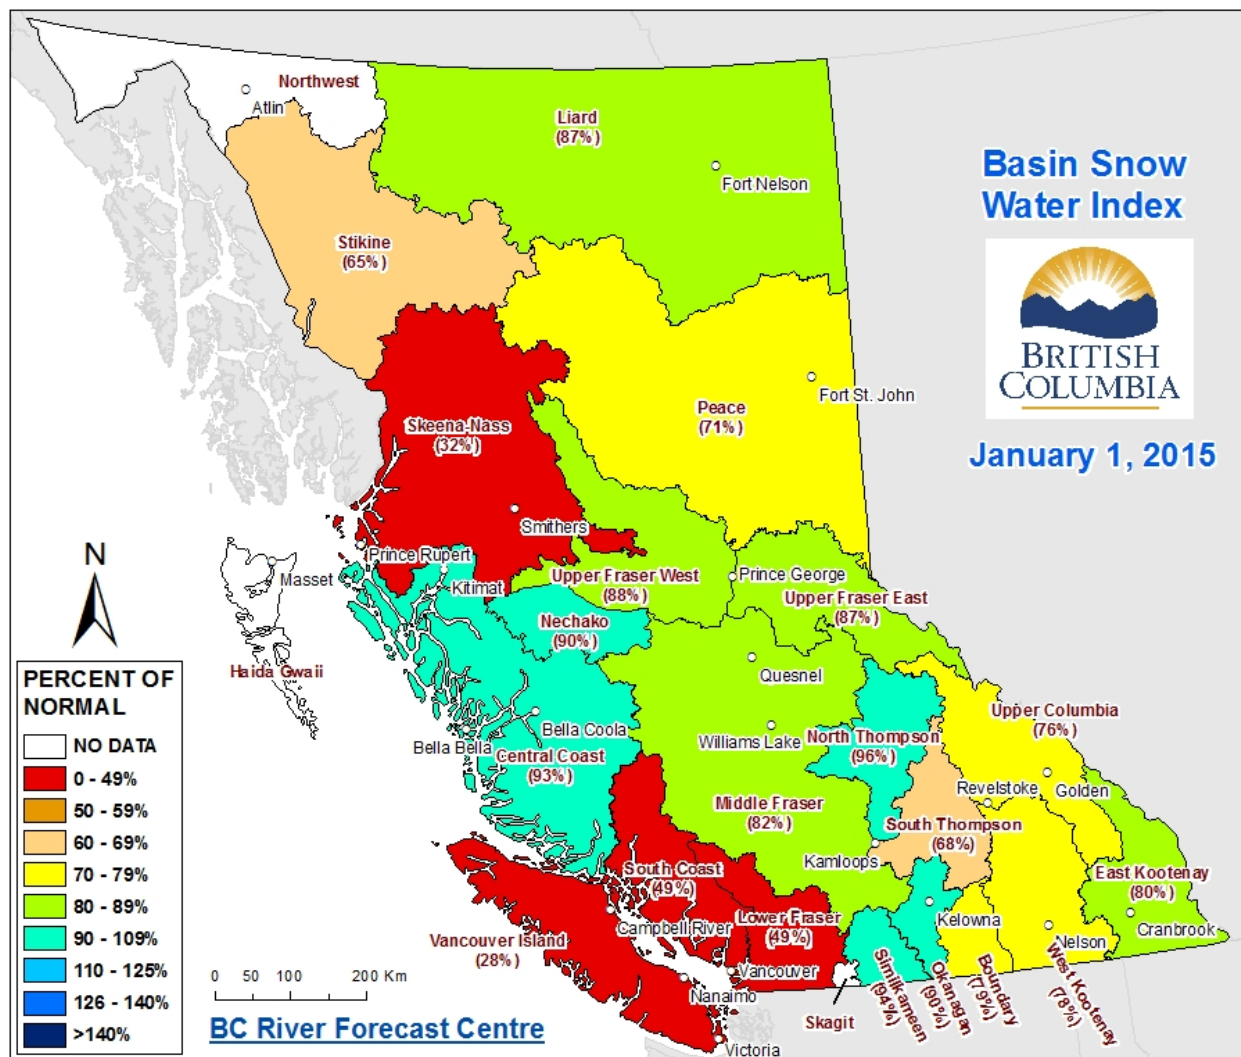 Northwest
Atlin
Liard
(87%)
Fort Nelson
Basin Snow
Water Index
BRITISH
COLUMBIA
January 1, 2015
Stikine
(65%)
Peace
(71%)
Fort St. John
Skeena-Nass
(32%)
Smithers
Prince Rupert
Masset
Kitimat
Haida Gwaii
Upper Fraser West
(88%)
Prince George
Upper Fraser East
(87%)
Nechako
(90%)
Quesnel
Bella Coola
Bella Bella
Central Coast
(93%)
Williams Lake
North Thompson
(96%)
Upper Columbia
(76%)
Revelstoke
Golden
Middle Fraser
(82%)
South Thompson
(68%)
Kamloops
South Coast
(49%)
Lower Fraser
(49%)
East Kootenay
(80%)
Cranbrook
Kelowna
Nelson
Campbell River
Vancouver Island
(28%)
Vancouver
Nanaimo
Victoria
Skagit
Similkameen
(94%)
Okanagan
(90%)
Boundary
(75%)
West Kootenay
(78%)
N
PERCENT OF
NORMAL
NO DATA
0 - 49%
50 - 59%
60 - 69%
70 - 79%
80 - 89%
90 - 109%
110 - 125%
126 - 140%
>140%
0 50 100 200 Km
BC River Forecast Centre